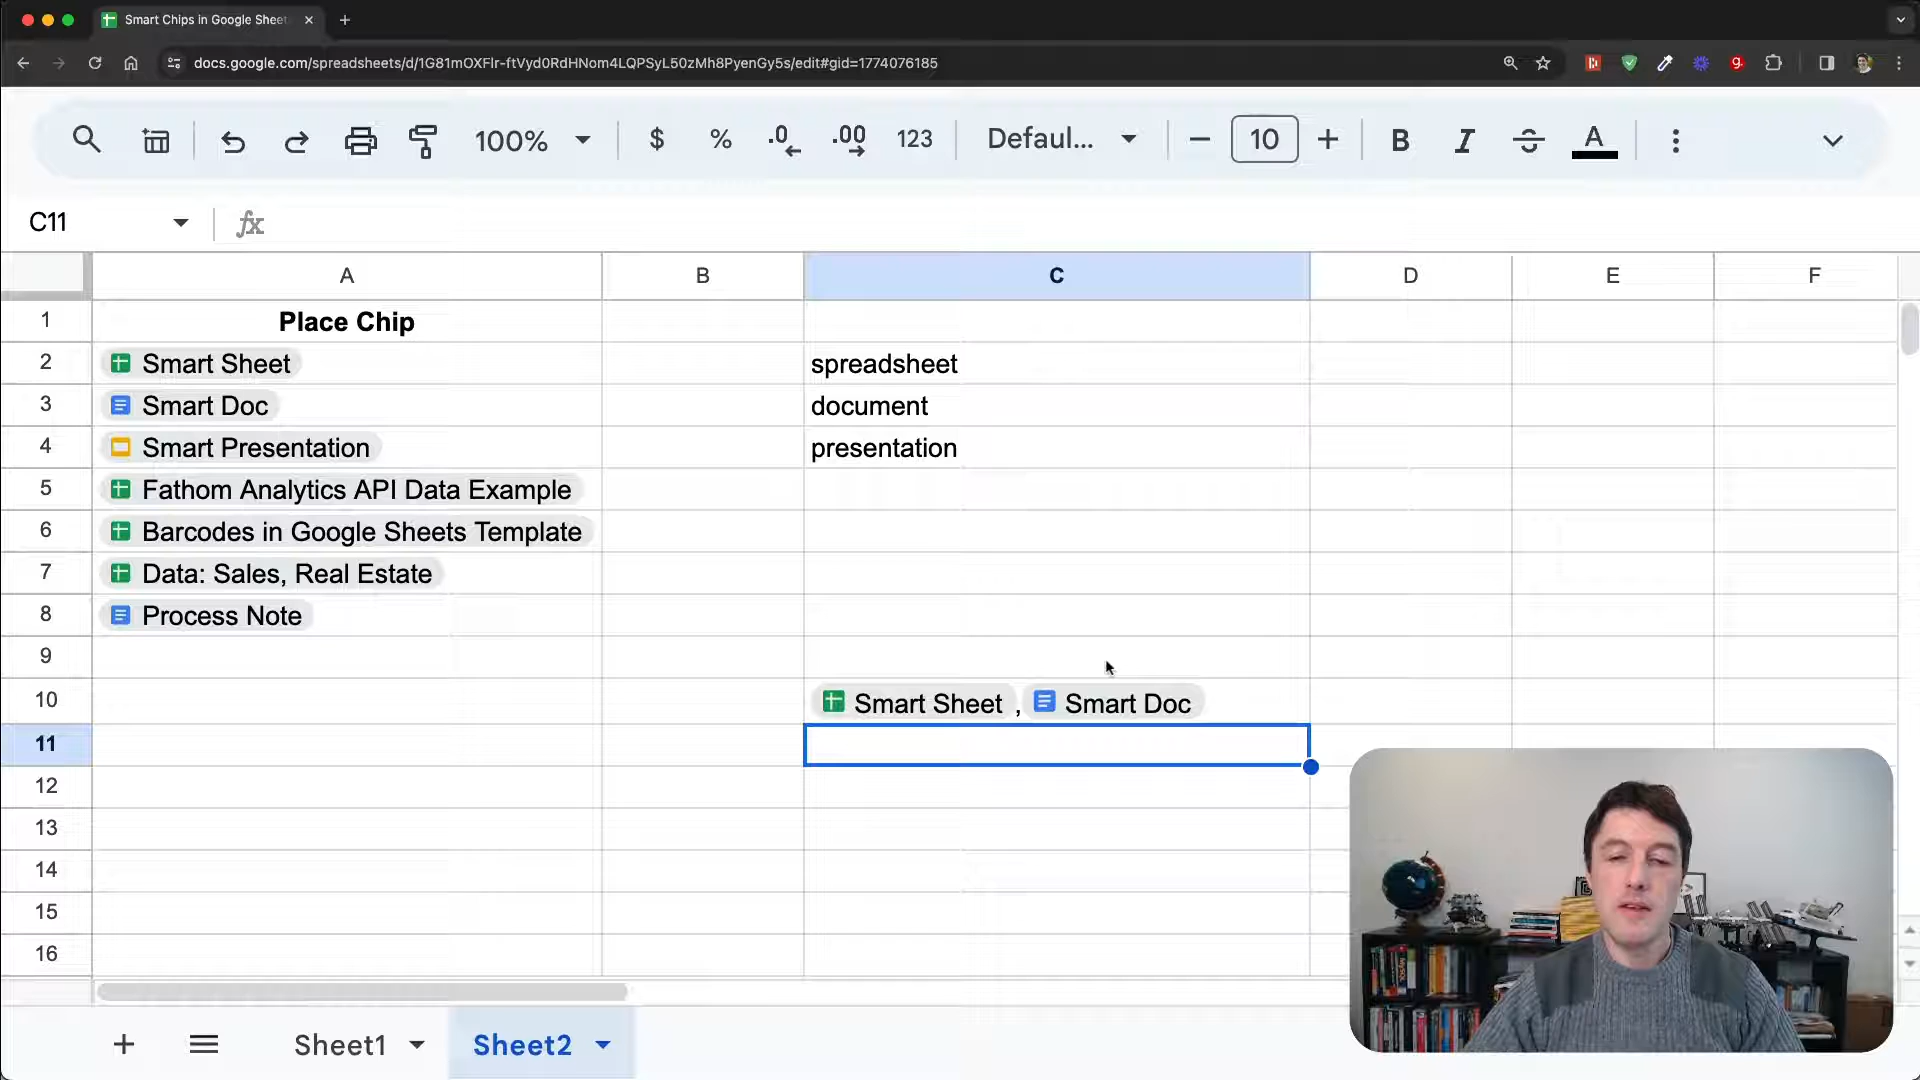 Smart Chips in Google Sheet
docs.google.com/spreadsheets/d/1G81mOXFIr-ftVyd0RdHNom4LQPSyL50zMh8PyenGy5s/edit#gid=1774076185
100% $ % .0 .00 123 Defaul... 10 B I A
C11 fx
A B C D E F
1 Place Chip
2 Smart Sheet spreadsheet
3 Smart Doc document
4 Smart Presentation presentation
5 Fathom Analytics API Data Example
6 Barcodes in Google Sheets Template
7 Data: Sales, Real Estate
8 Process Note
9
10 Smart Sheet , Smart Doc
11
12
13
14
15
16
Sheet1 Sheet2